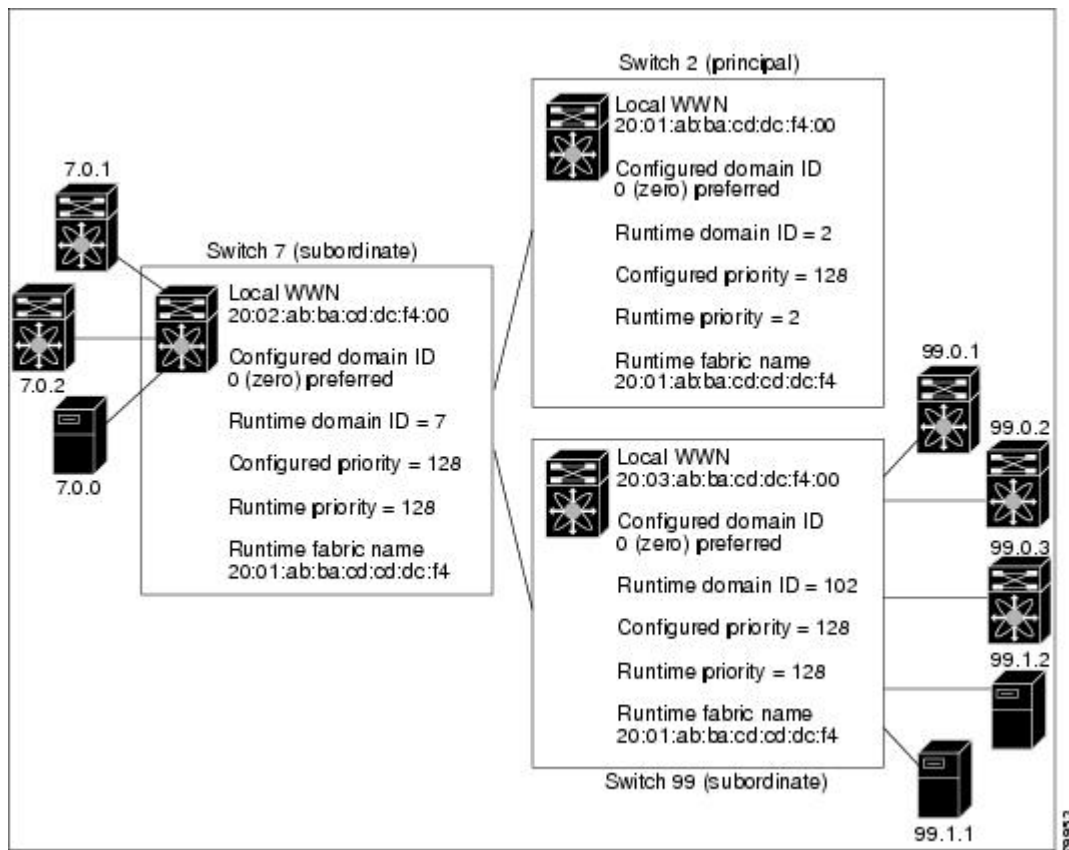 Switch 2 (principal)
Local WWN
20:01:ab:ba:cd:dc:f4:00
Configured domain ID
0 (zero) preferred
Runtime domain ID = 2
Configured priority = 128
Runtime priority = 2
Runtime fabric name
20:01:ab:ba:cd:cd:dc:f4
7.0.1
7.0.2
7.0.0
Switch 7 (subordinate)
Local WWN
20:02:ab:ba:cd:dc:f4:00
Configured domain ID
0 (zero) preferred
Runtime domain ID = 7
Configured priority = 128
Runtime priority = 128
Runtime fabric name
20:01:ab:ba:cd:cd:dc:f4
Local WWN
20:03:ab:ba:cd:dc:f4:00
Configured domain ID
0 (zero) preferred
Runtime domain ID = 102
Configured priority = 128
Runtime priority = 128
Runtime fabric name
20:01:ab:ba:cd:cd:dc:f4
Switch 99 (subordinate)
99.0.1
99.0.2
99.0.3
99.1.2
99.1.1